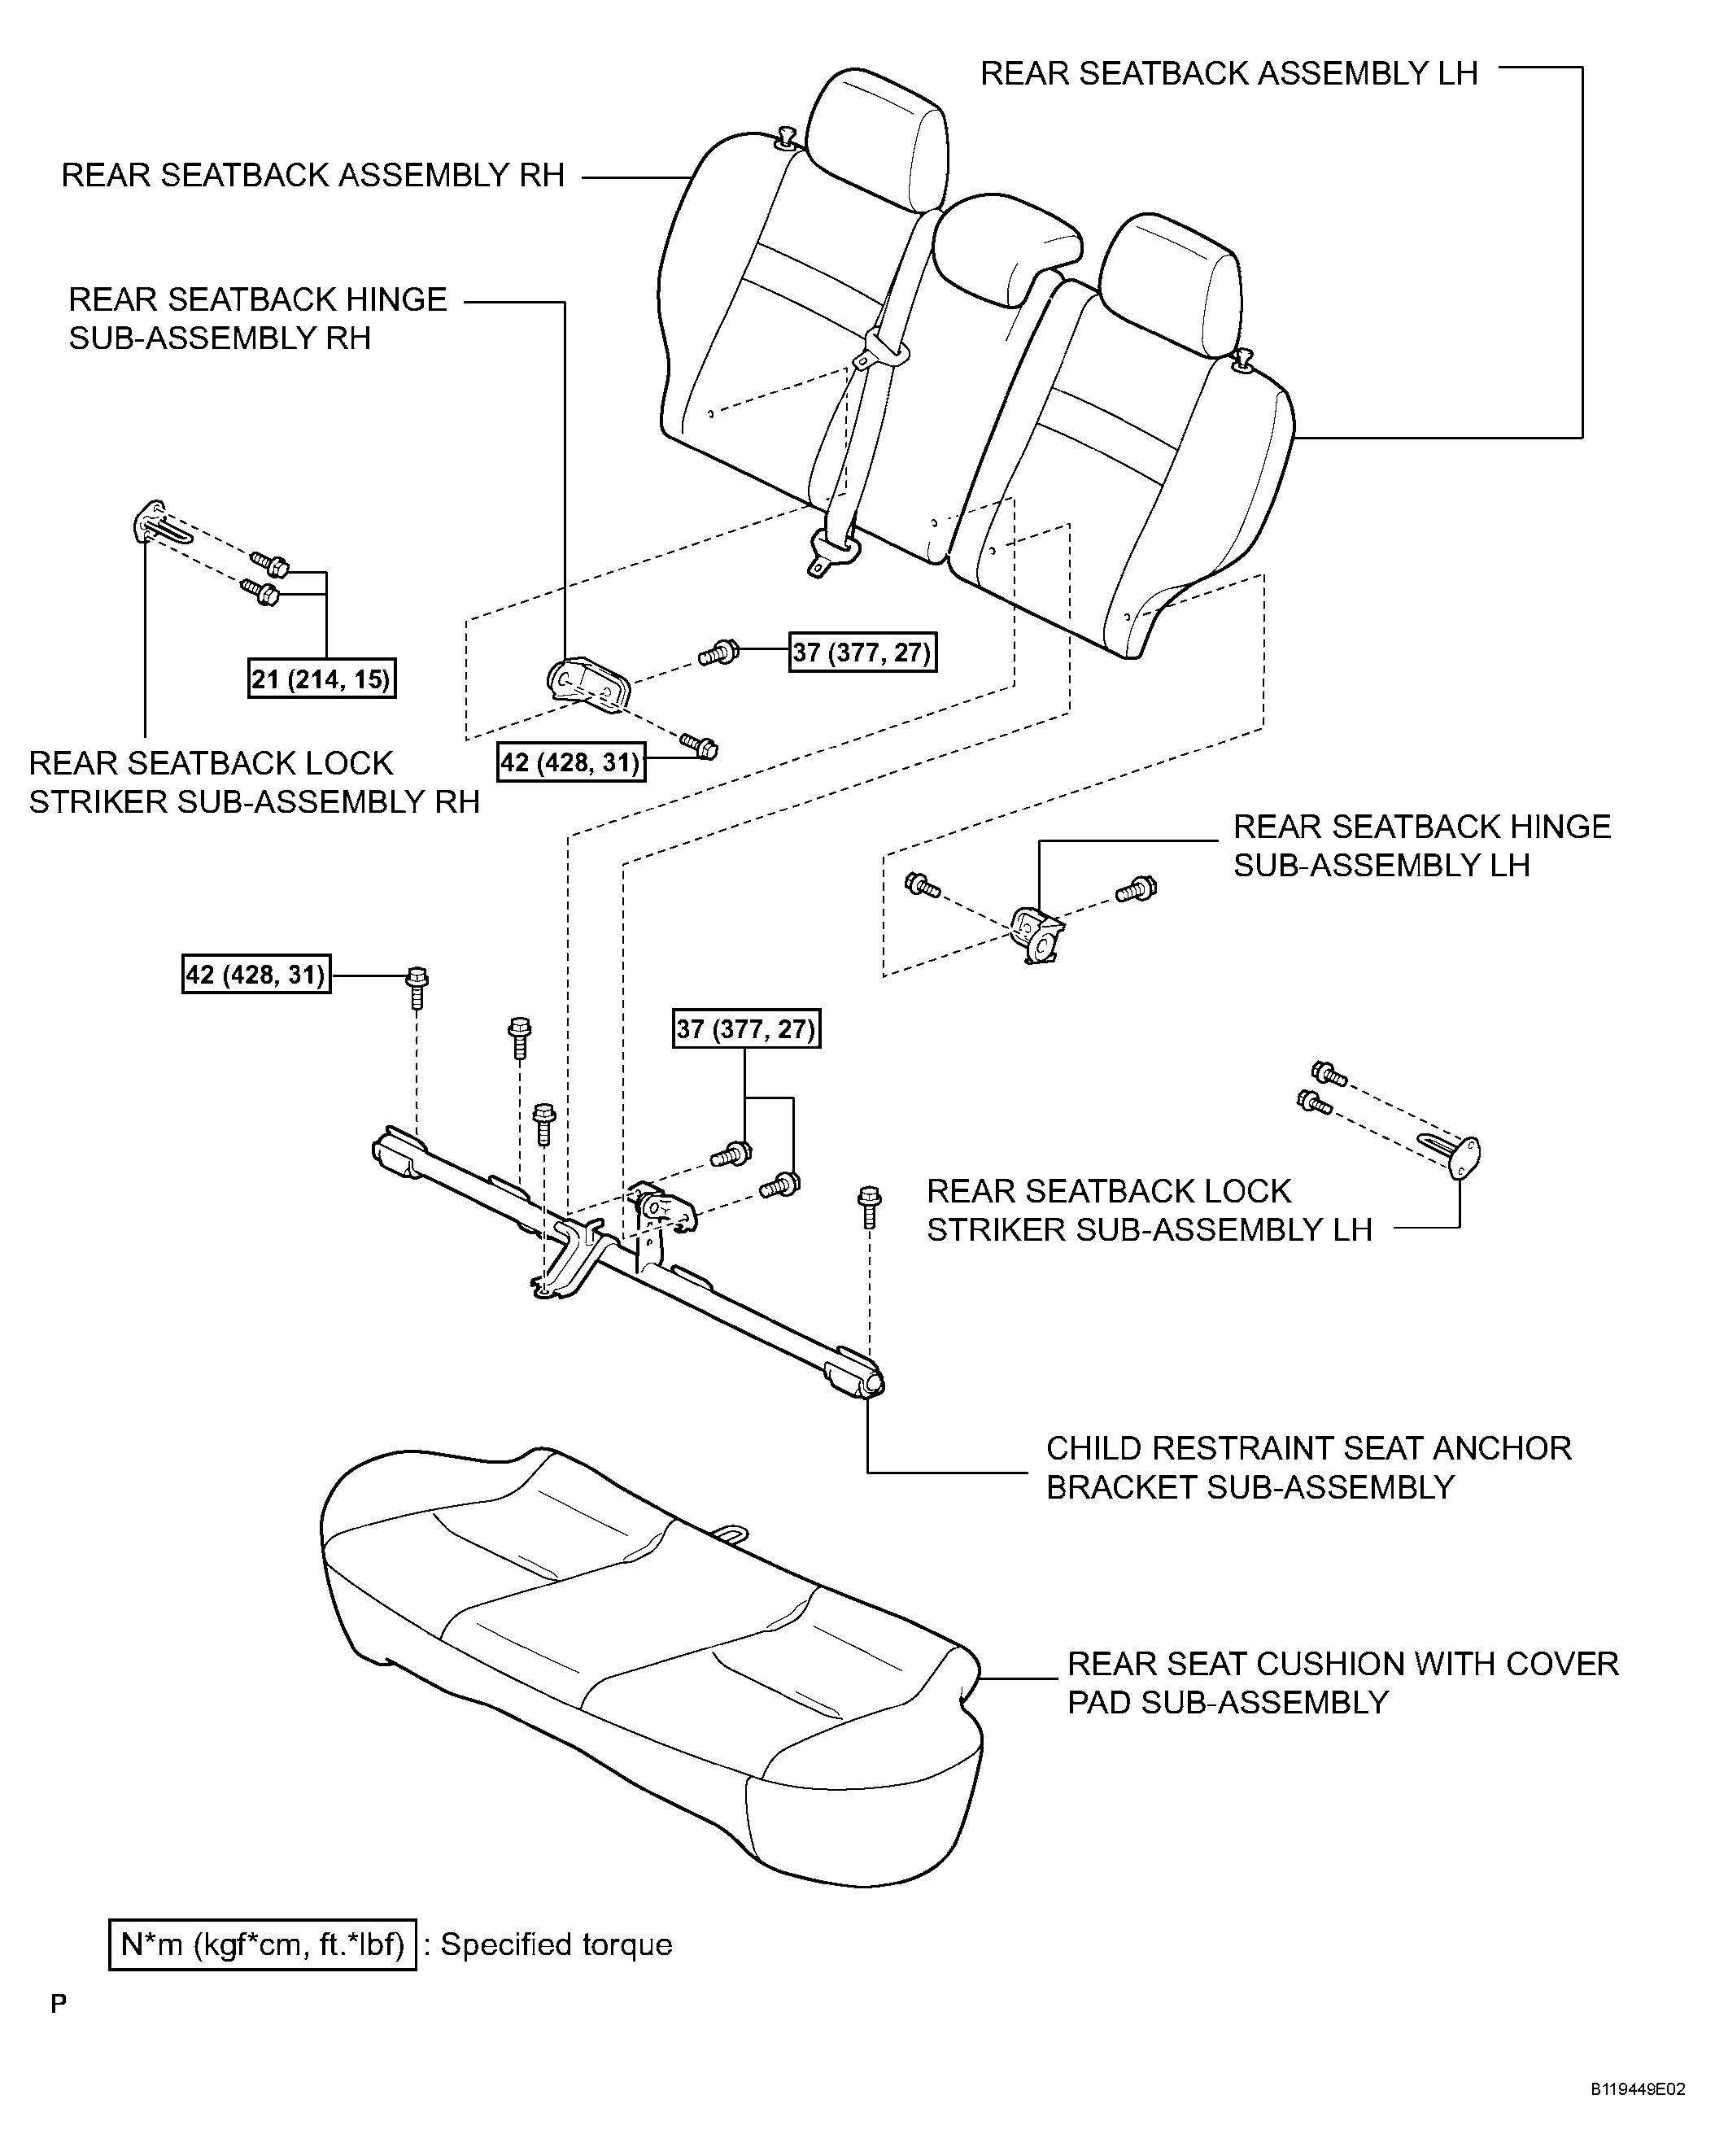 REAR SEATBACK ASSEMBLY LH
REAR SEATBACK ASSEMBLY RH
REAR SEATBACK HINGE
SUB-ASSEMBLY RH
37 (377, 27)
21 (214, 15)
42 (428, 31)
REAR SEATBACK LOCK
STRIKER SUB-ASSEMBLY RH
REAR SEATBACK HINGE
SUB-ASSEMBLY LH
42 (428, 31)
37 (377, 27)
REAR SEATBACK LOCK
STRIKER SUB-ASSEMBLY LH
CHILD RESTRAINT SEAT ANCHOR
BRACKET SUB-ASSEMBLY
REAR SEAT CUSHION WITH COVER
PAD SUB-ASSEMBLY
N*m (kgf*cm, ft.*lbf) : Specified torque
P
B119449E02